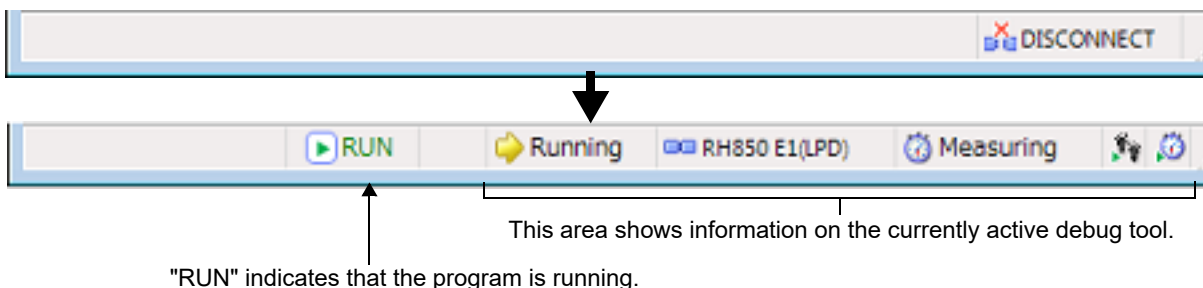 DISCONNECT
RUN Running RH850 E1(LPD) Measuring
This area shows information on the currently active debug tool.
"RUN" indicates that the program is running.